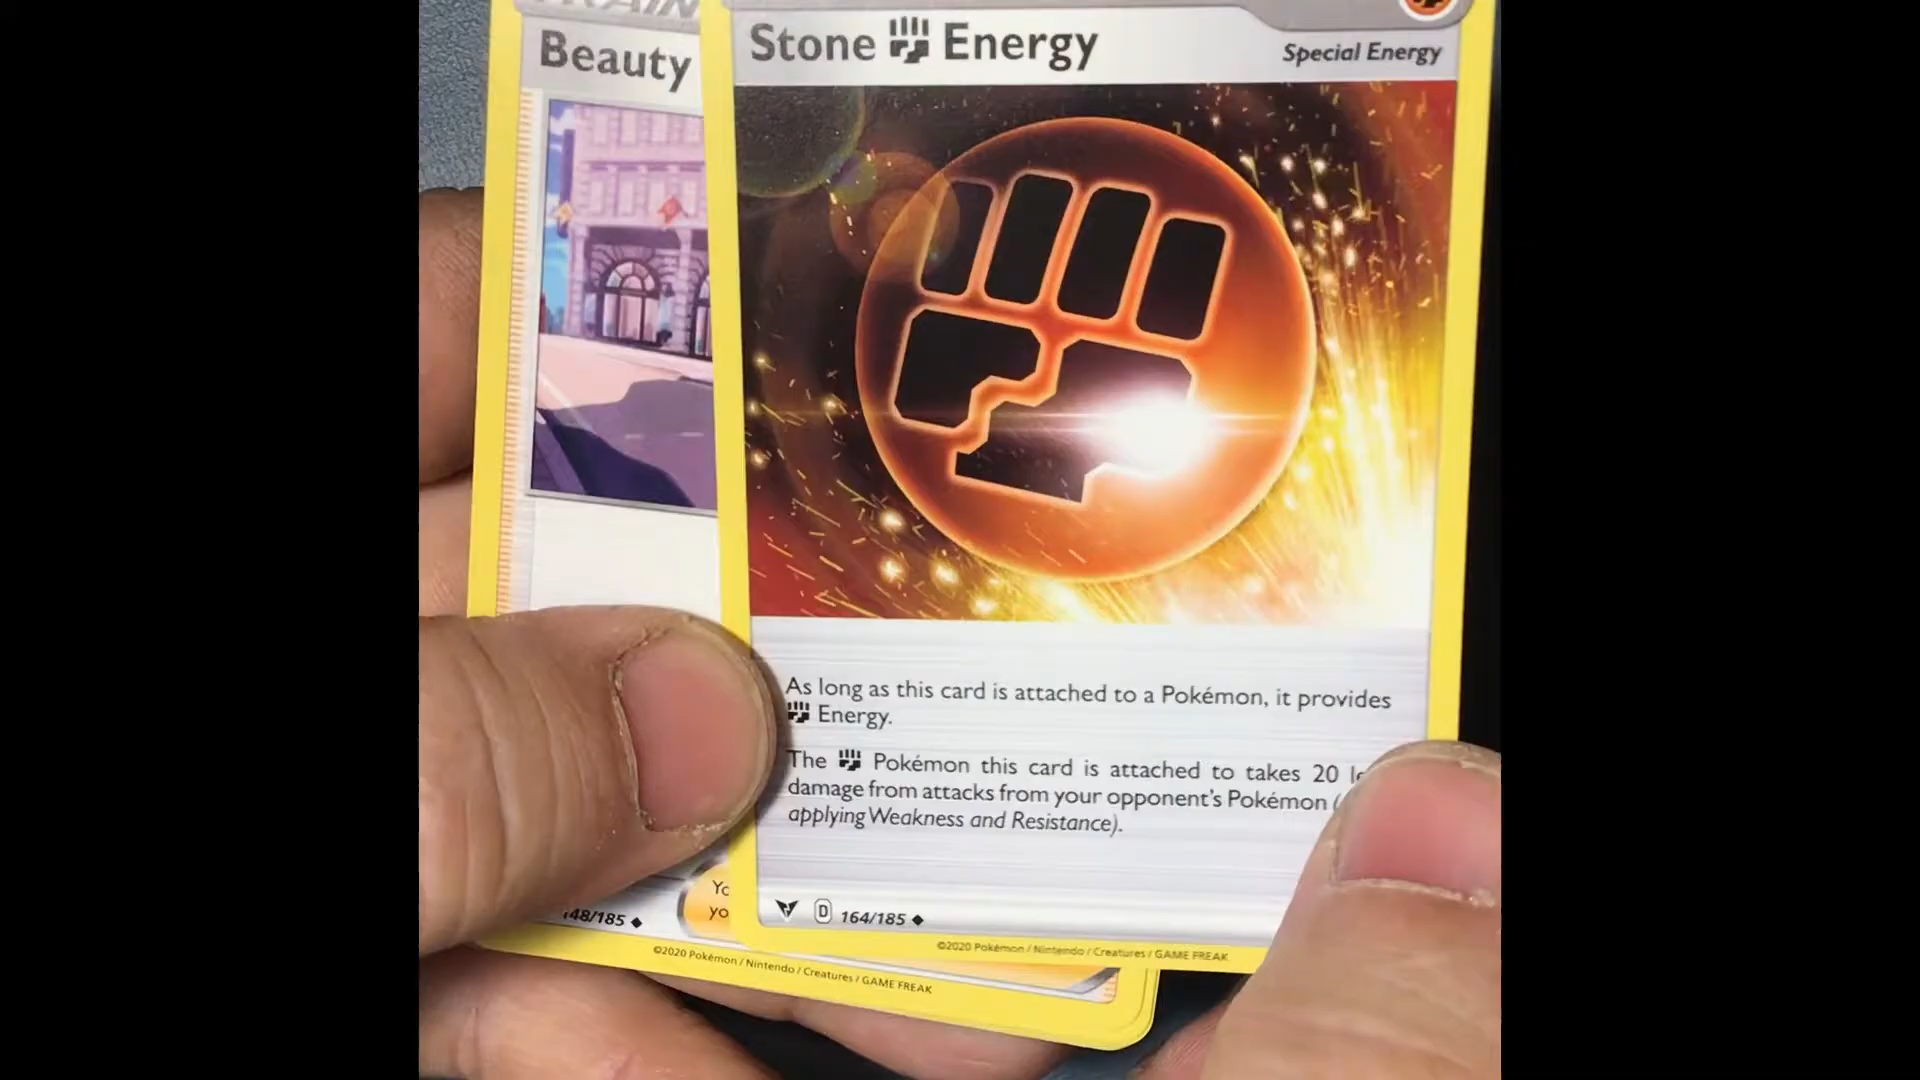 TRAIN
Beauty
Stone Energy
Special Energy
As long as this card is attached to a Pokémon, it provides
Energy.
The Pokémon this card is attached to takes 20
damage from attacks from your opponent's Pokémon (
applying Weakness and Resistance).
D 164/185
©2020 Pokémon / Nintendo / Creatures / GAME FREAK
148/185
©2020 Pokémon / Nintendo / Creatures / GAME FREAK